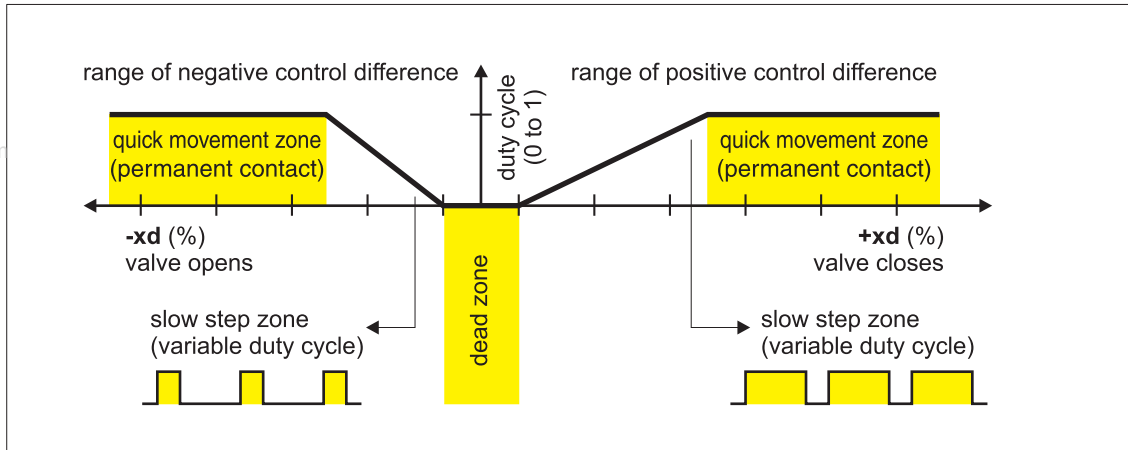 range of negative control difference
range of positive control difference
duty cycle
(0 to 1)
quick movement zone
(permanent contact)
quick movement zone
(permanent contact)
-xd (%)
valve opens
+xd (%)
valve closes
dead zone
slow step zone
(variable duty cycle)
slow step zone
(variable duty cycle)